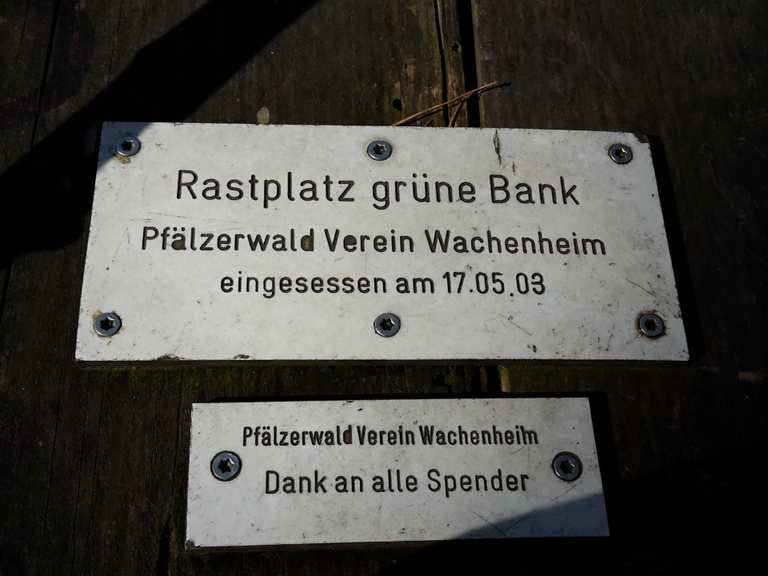 Rastplatz grüne Bank
Pfälzerwald Verein Wachenheim
eingesessen am 17.05.03
Pfälzerwald Verein Wachenheim
Dank an alle Spender